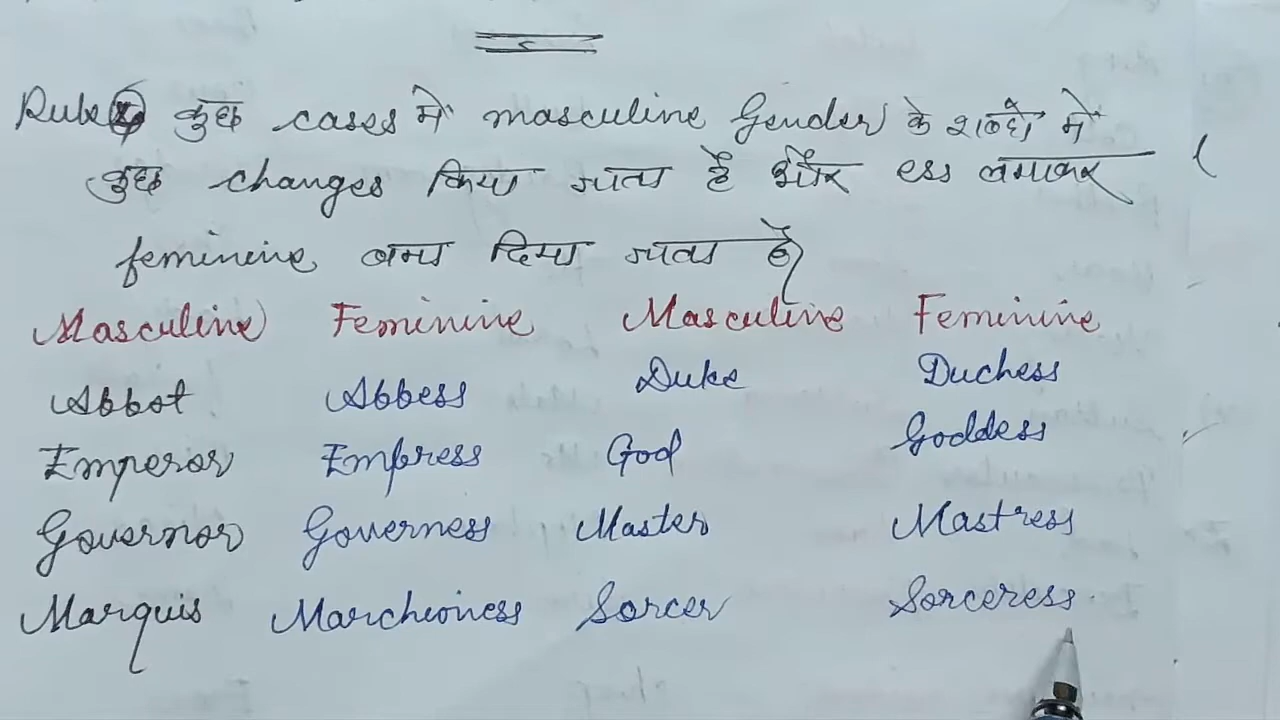 Rule कुछ cases में masculine Gender के शब्दों में
कुछ changes किया जाता है और ess लगाकर
feminine बना दिया जाता है
Masculine Feminine Masculine Feminine
Abbot Abbess Duke Duchess
Emperor Empress God Goddess
Governor Governess Master Mastress
Marquis Marchioness Sorcer Sorceress